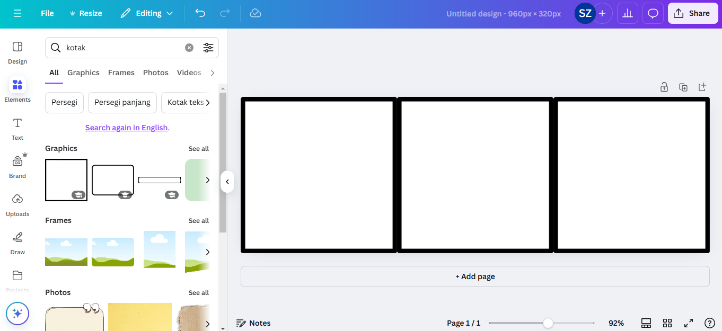 File
Resize
Editing
Untitled design - 960px × 320px
SZ
Share
Design
Elements
Text
Brand
Uploads
Draw
kotak
All Graphics Frames Photos Videos
Persegi Persegi panjang Kotak teks
Search again in English.
Graphics See all
Frames See all
Photos See all
+ Add page
Notes
Page 1 / 1
92%